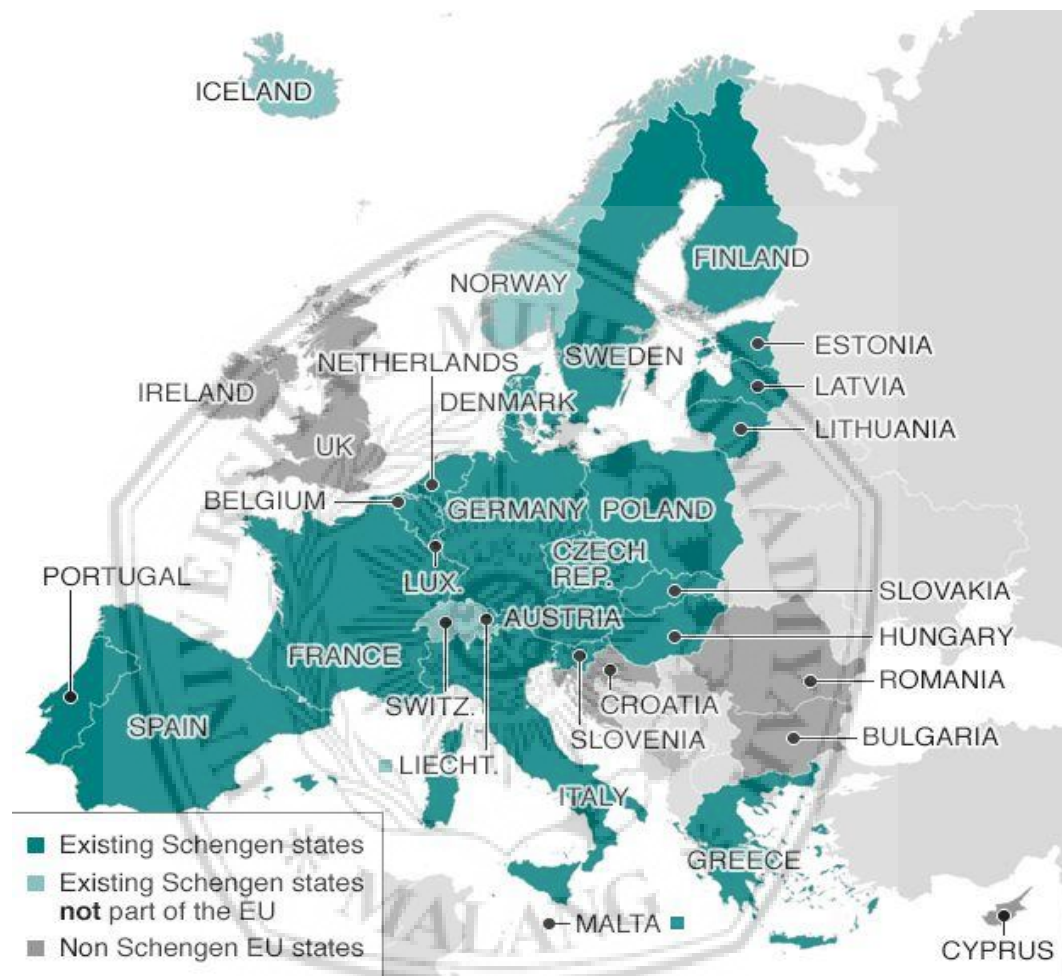 ICELAND
FINLAND
NORWAY
ESTONIA
NETHERLANDS
SWEDEN
LATVIA
IRELAND
DENMARK
LITHUANIA
UK
BELGIUM
GERMANY
POLAND
CZECH
REP.
PORTUGAL
LUX.
SLOVAKIA
AUSTRIA
HUNGARY
FRANCE
ROMANIA
SWITZ.
CROATIA
SPAIN
SLOVENIA
BULGARIA
LIECHT.
ITALY
GREECE
MALTA
CYPRUS
Existing Schengen states
Existing Schengen states
not part of the EU
Non Schengen EU states
MALANG